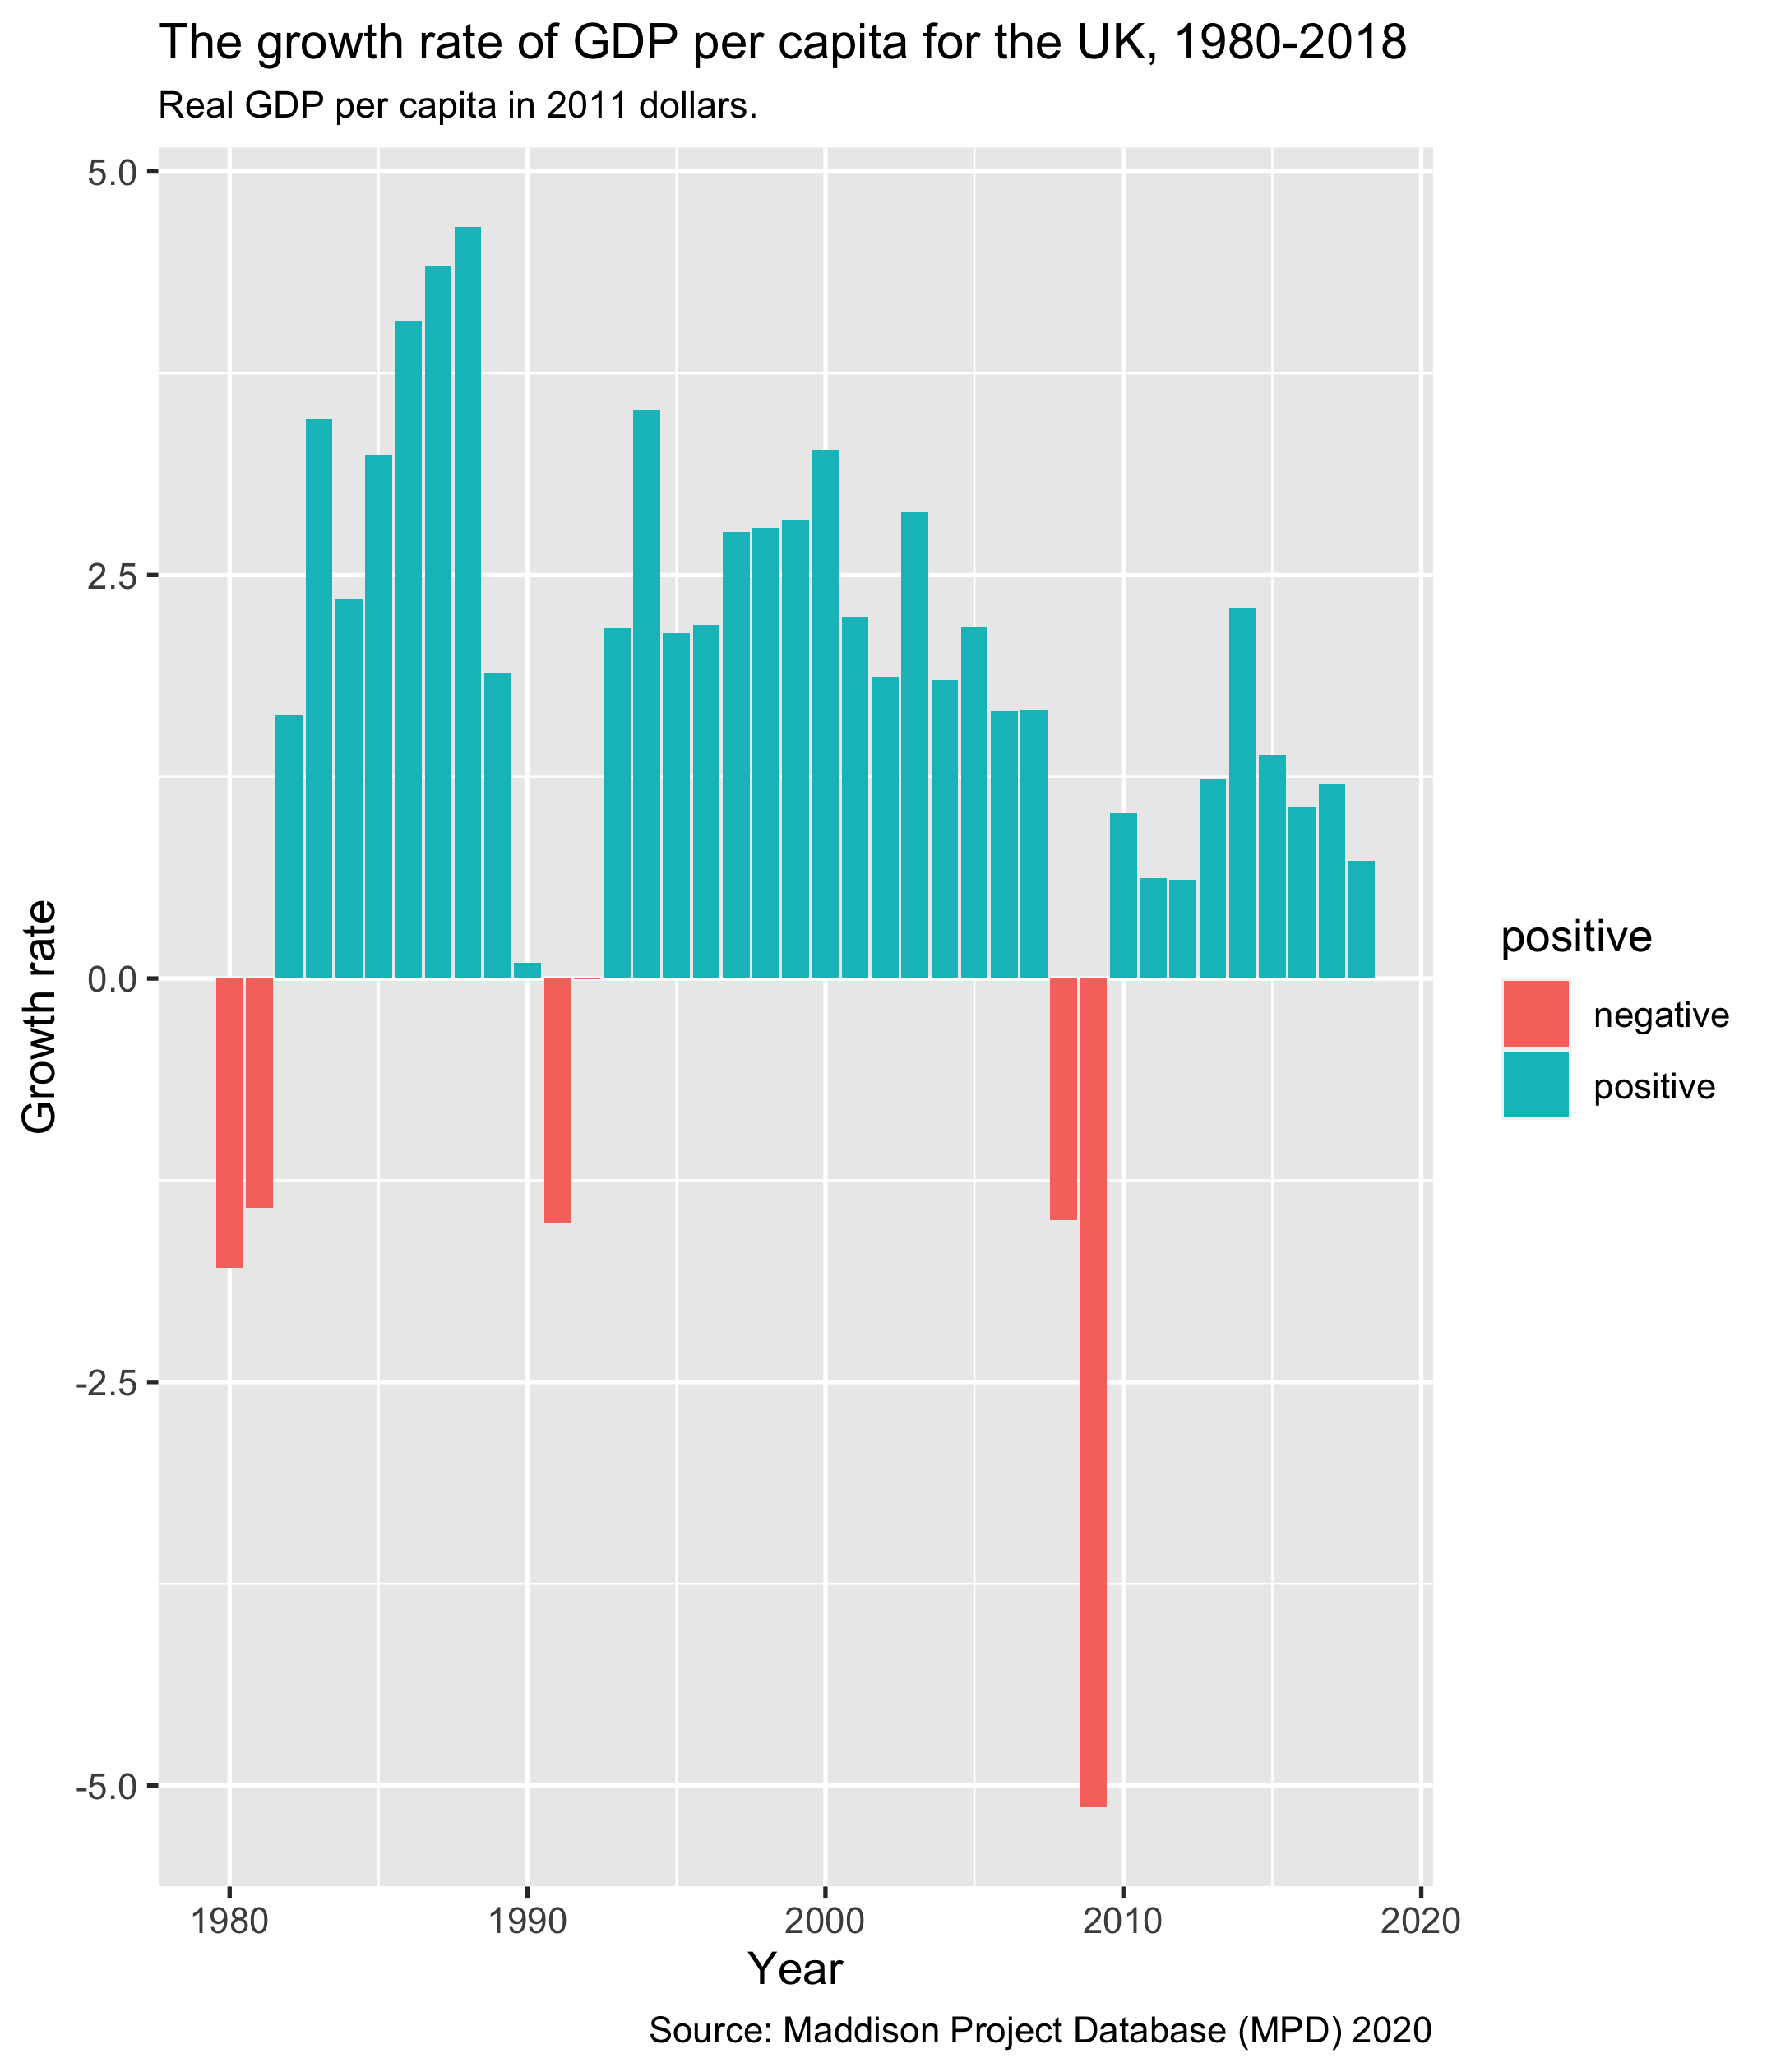 The growth rate of GDP per capita for the UK, 1980-2018
Real GDP per capita in 2011 dollars.
5.0
2.5
0.0
-2.5
-5.0
Growth rate
1980 1990 2000 2010 2020
Year
positive
negative
positive
Source: Maddison Project Database (MPD) 2020